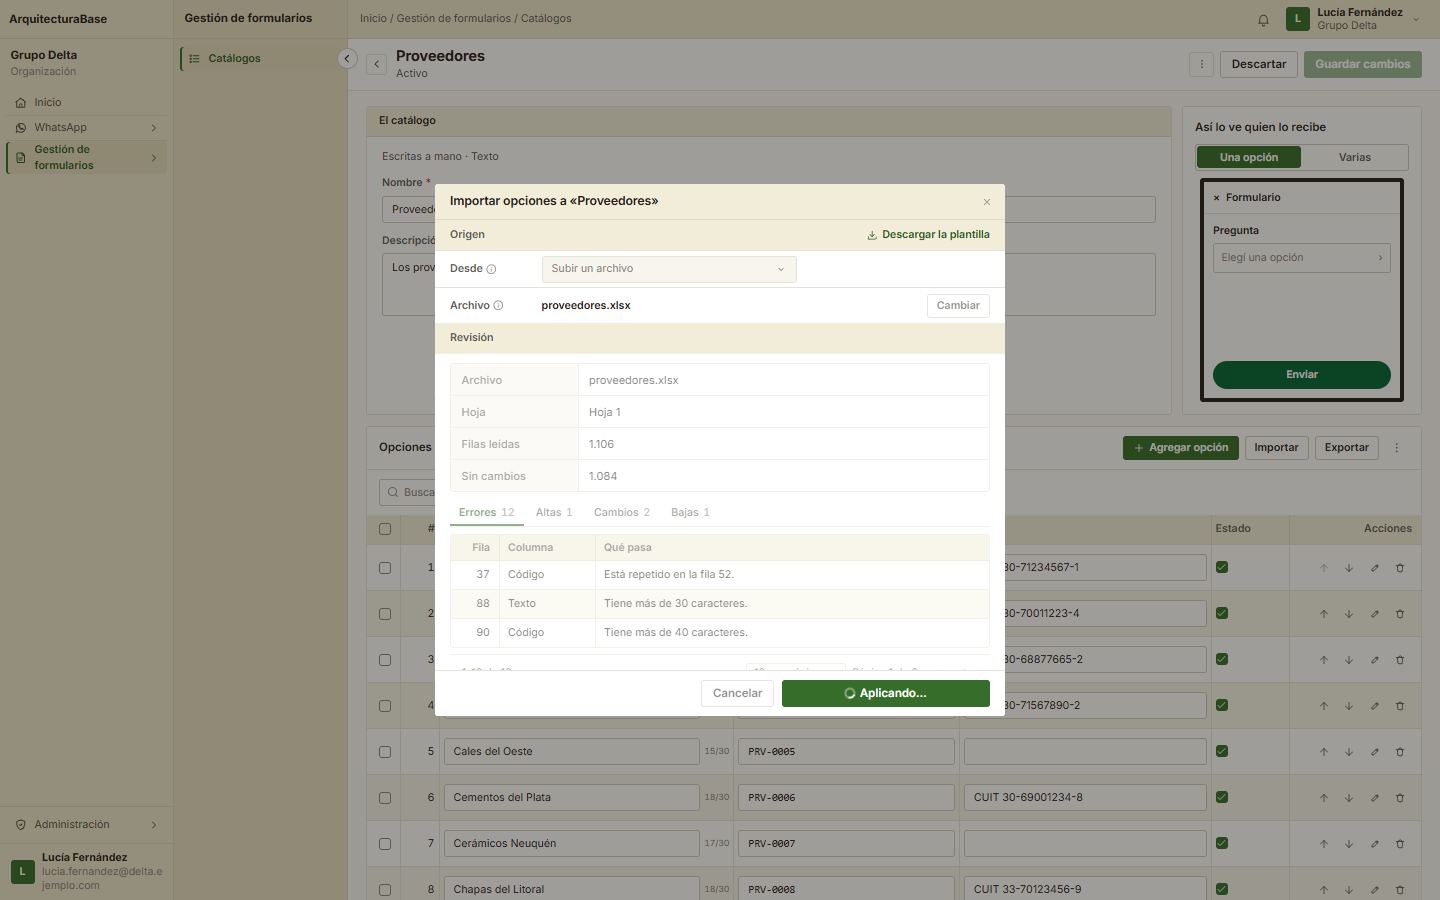 ArquitecturaBase
Grupo Delta
Organización
Inicio
WhatsApp
Gestión de
formularios
Administración
L
Lucía Fernández
lucia.fernandez@delta.e
jemplo.com
Gestión de formularios
Catálogos
Inicio / Gestión de formularios / Catálogos
L
Lucía Fernández
Grupo Delta
Proveedores
Activo
Descartar
Guardar cambios
El catálogo
Escritas a mano · Texto
Nombre *
Proveed
Descripció
Los prov
Así lo ve quien lo recibe
Una opción
Varias
× Formulario
Pregunta
Elegí una opción
Enviar
Importar opciones a «Proveedores»
×
Origen
Descargar la plantilla
Desde
Subir un archivo
Archivo
proveedores.xlsx
Cambiar
Revisión
Archivo
proveedores.xlsx
Hoja
Hoja 1
Filas leídas
1.106
Sin cambios
1.084
Errores 12
Altas 1
Cambios 2
Bajas 1
Fila
Columna
Qué pasa
37
Código
Está repetido en la fila 52.
88
Texto
Tiene más de 30 caracteres.
90
Código
Tiene más de 40 caracteres.
Cancelar
Aplicando...
Opciones
Agregar opción
Importar
Exportar
Busca
#
Estado
Acciones
1
30-71234567-1
2
30-70011223-4
3
30-68877665-2
4
30-71567890-2
5
Cales del Oeste
15/30
PRV-0005
6
Cementos del Plata
18/30
PRV-0006
CUIT 30-69001234-8
7
Cerámicos Neuquén
17/30
PRV-0007
8
Chapas del Litoral
18/30
PRV-0008
CUIT 33-70123456-9